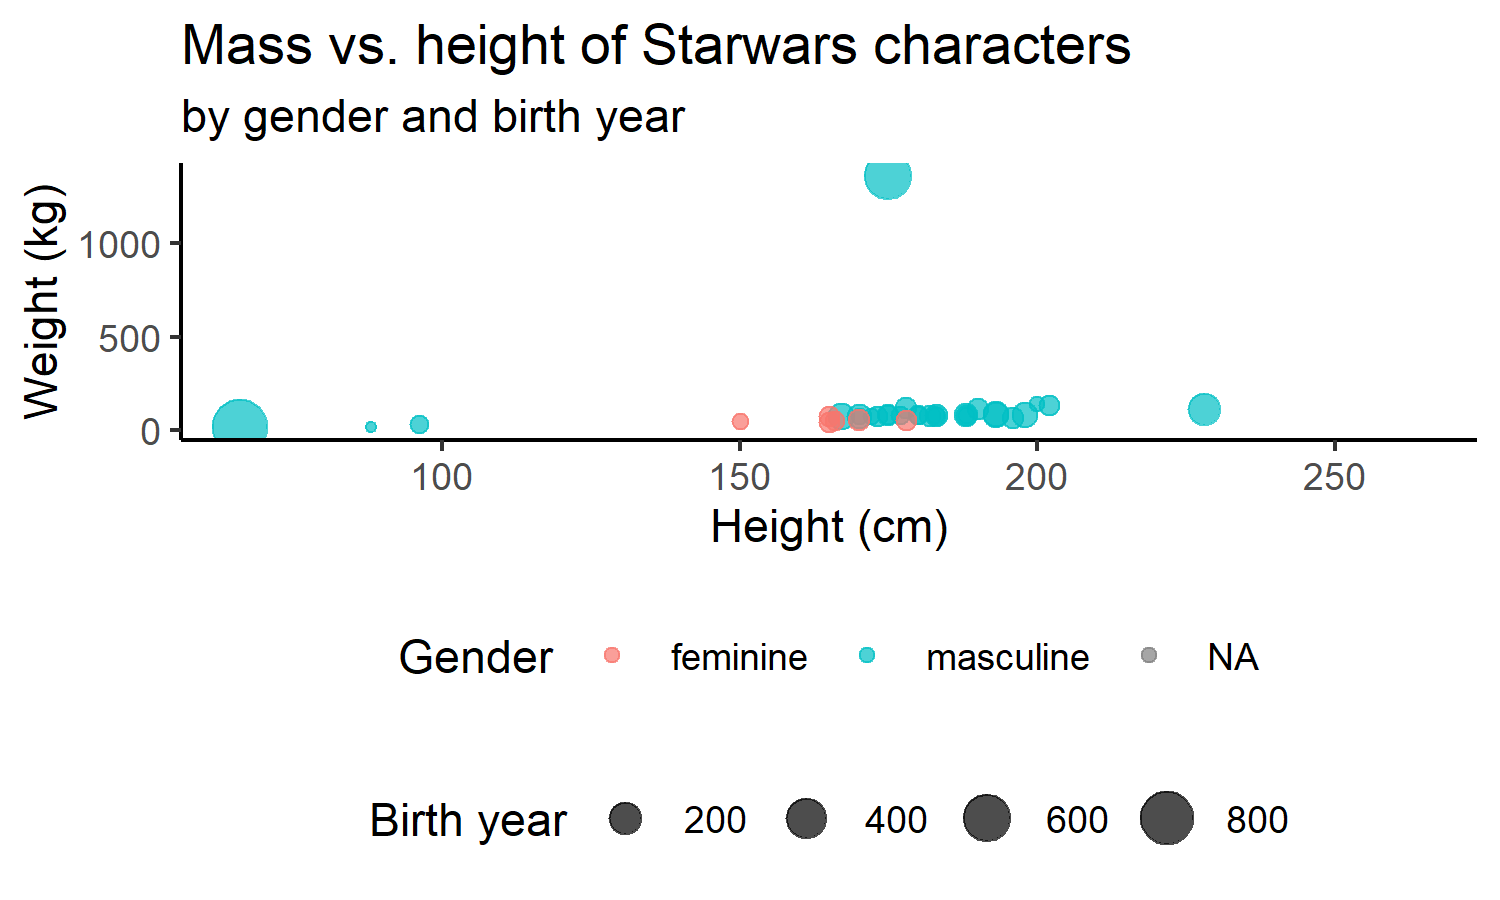 Mass vs. height of Starwars characters
by gender and birth year
Weight (kg)
1000
500
0
100 150 200 250
Height (cm)
Gender feminine masculine NA
Birth year 200 400 600 800